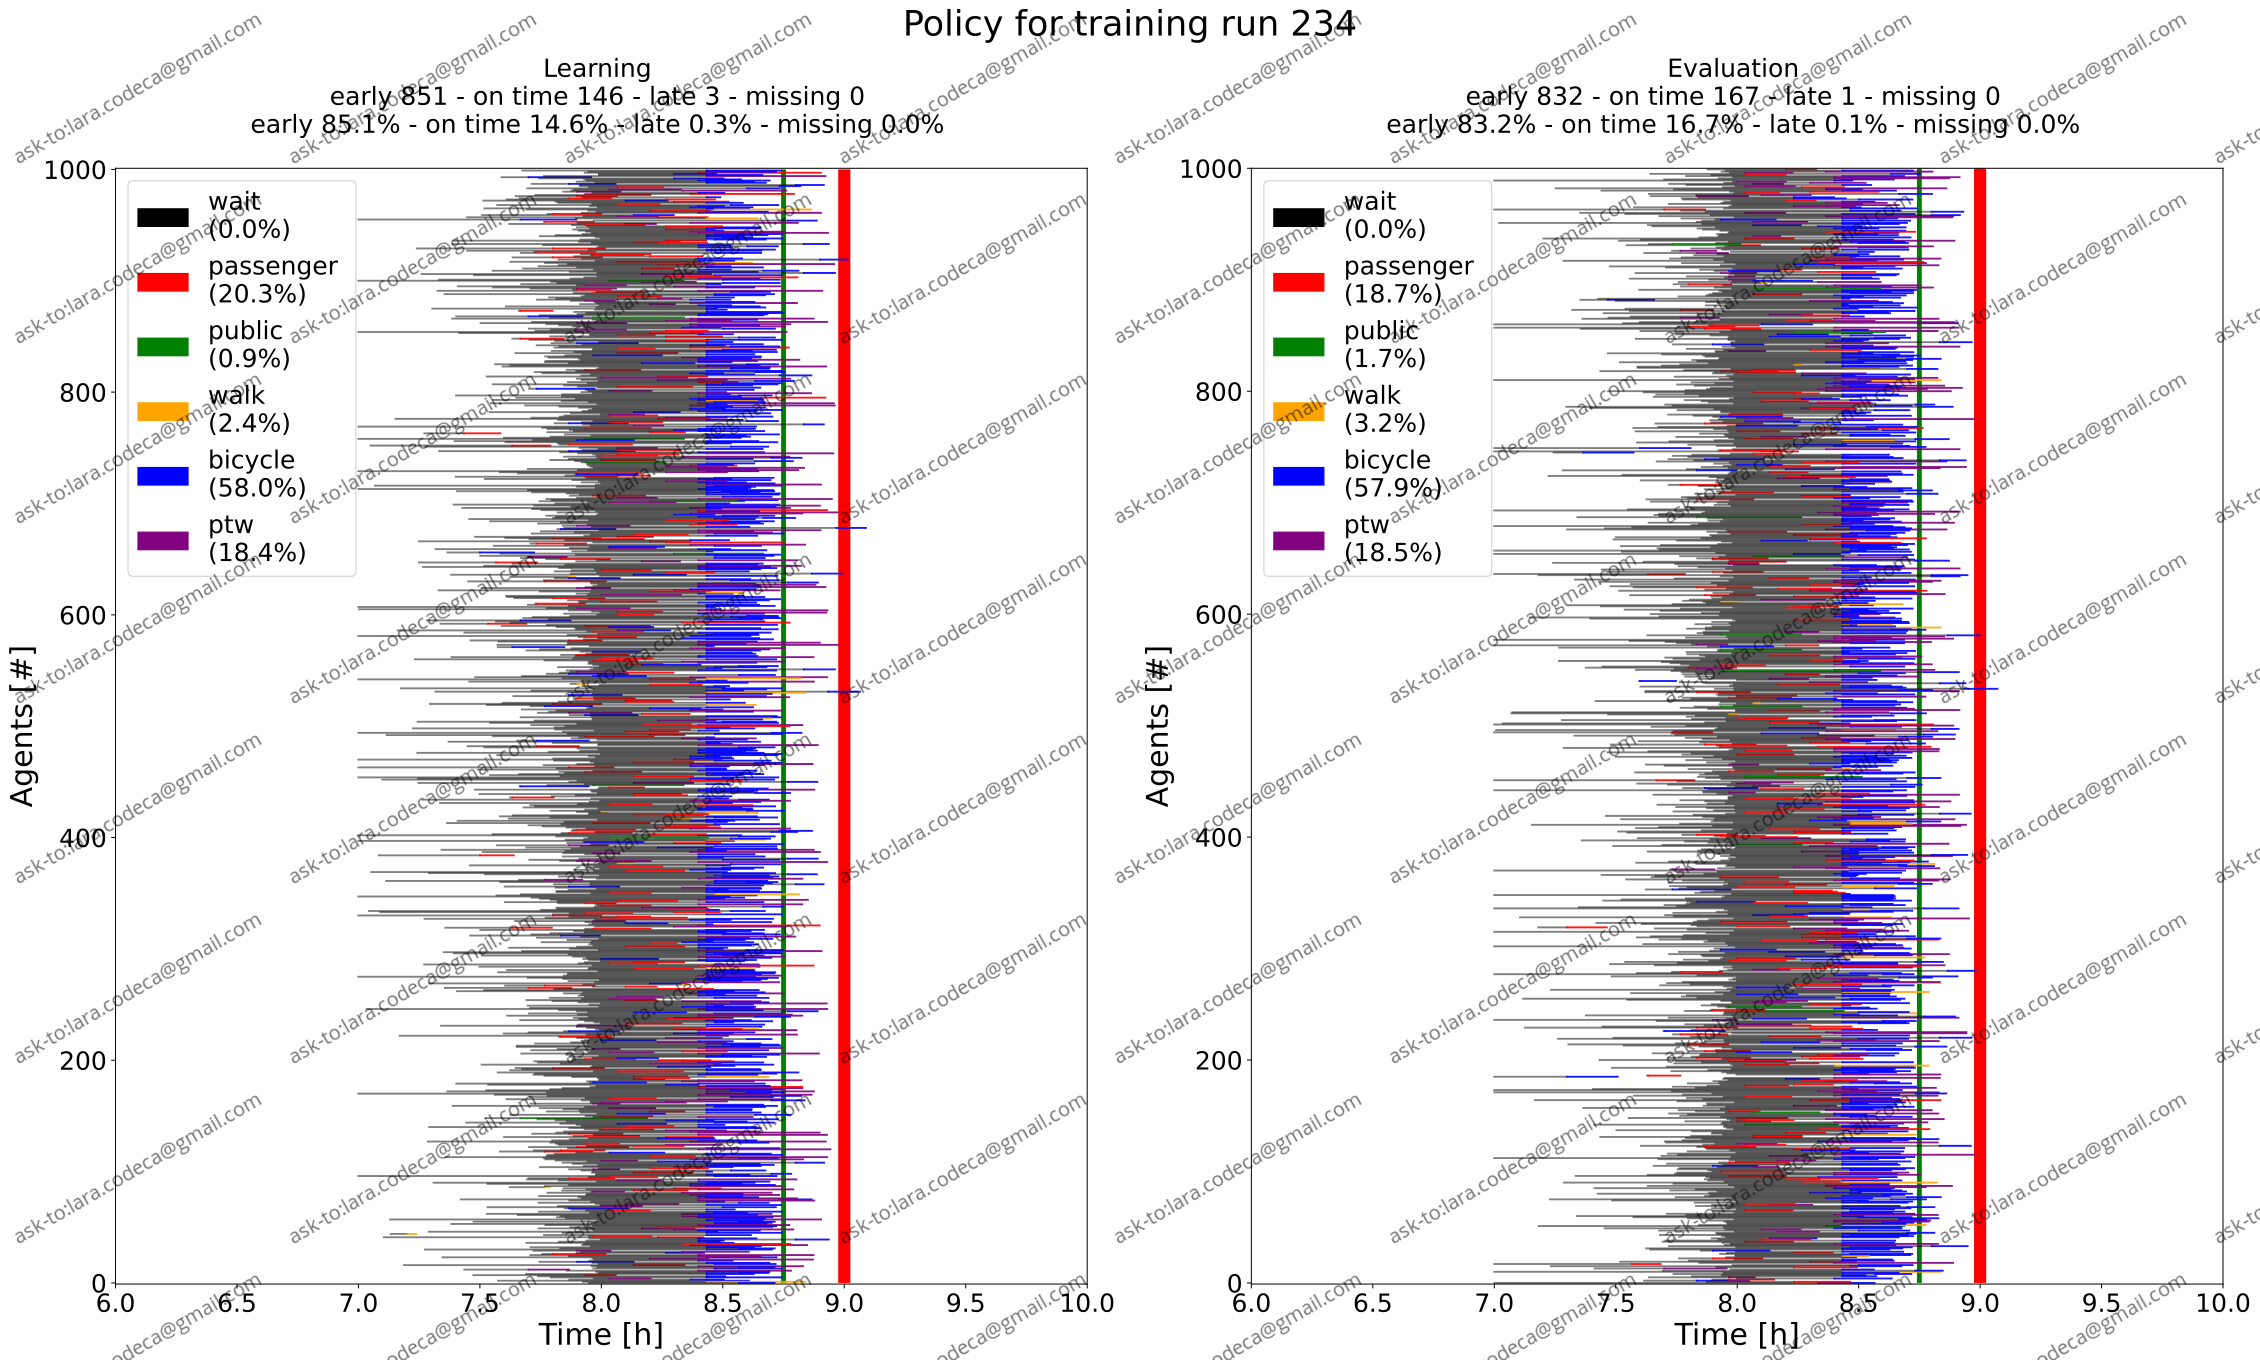 Policy for training run 234
Learning
early 851 - on time 146 - late 3 - missing 0
early 85.1% - on time 14.6% - late 0.3% - missing 0.0%
1000
800
600
400
200
0
Agents [#]
wait
(0.0%)
passenger
(20.3%)
public
(0.9%)
walk
(2.4%)
bicycle
(58.0%)
ptw
(18.4%)
6.0 6.5 7.0 7.5 8.0 8.5 9.0 9.5 10.0
Time [h]
Evaluation
early 832 - on time 167 - late 1 - missing 0
early 83.2% - on time 16.7% - late 0.1% - missing 0.0%
1000
800
600
400
200
0
Agents [#]
wait
(0.0%)
passenger
(18.7%)
public
(1.7%)
walk
(3.2%)
bicycle
(57.9%)
ptw
(18.5%)
6.0 6.5 7.0 7.5 8.0 8.5 9.0 9.5 10.0
Time [h]
ask-to:lara.codeca@gmail.com